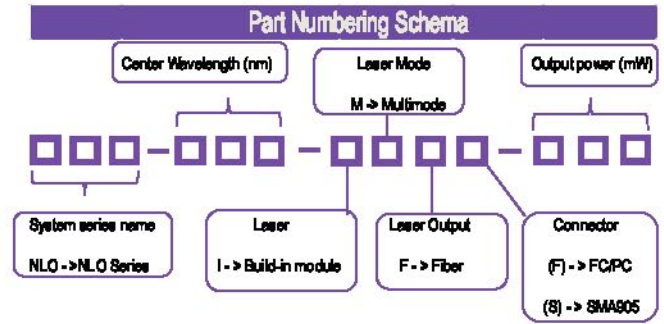 Part Numbering Schema
Center Wavelength (nm)
Laser Mode
M -> Multimode
Output power (mW)
System series name
NLO ->NLO Series
Laser
I -> Build-in module
Laser Output
F -> Fiber
Connector
(F) -> FC/PC
(S) -> SMA905